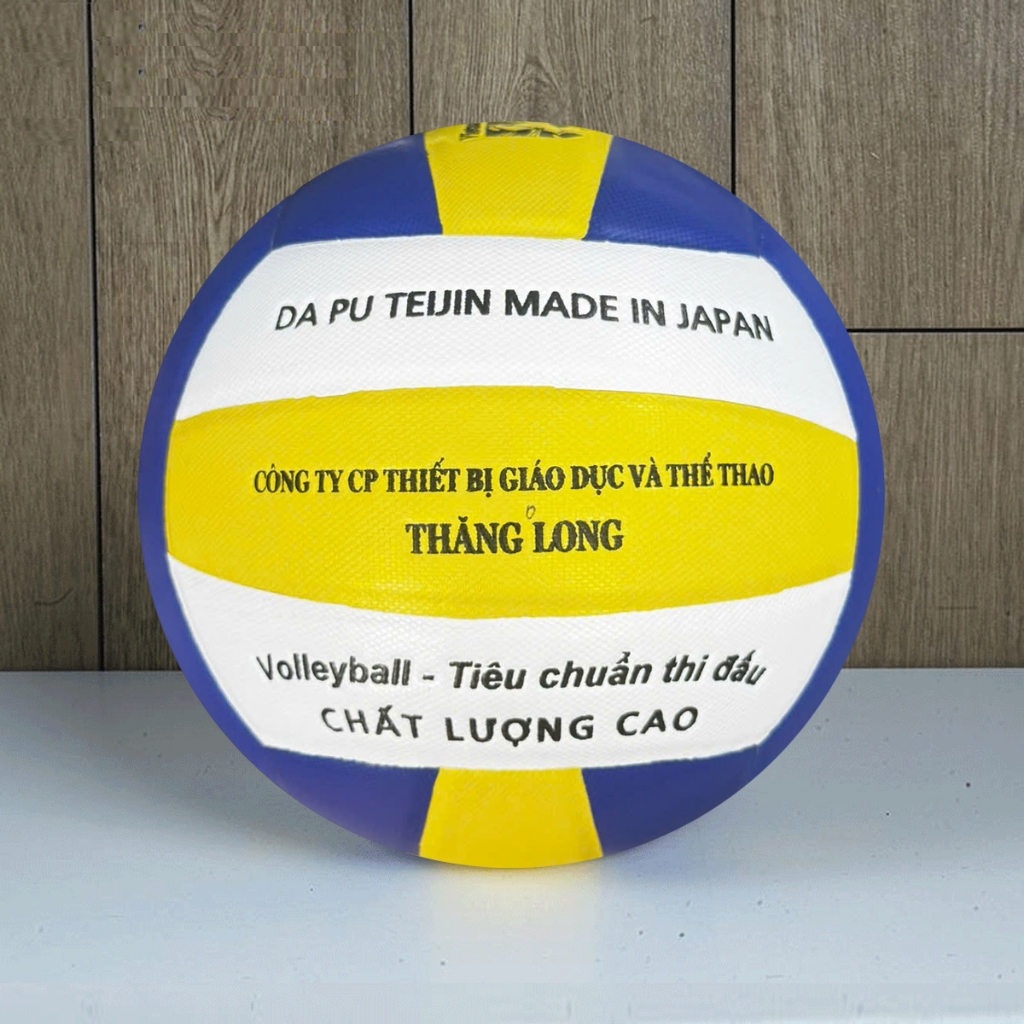 DA PU TEIJIN MADE IN JAPAN
CÔNG TY CP THIẾT BỊ GIÁO DỤC VÀ THỂ THAO
THĂNG LONG
Volleyball - Tiêu chuẩn thi đấu
CHẤT LƯỢNG CAO